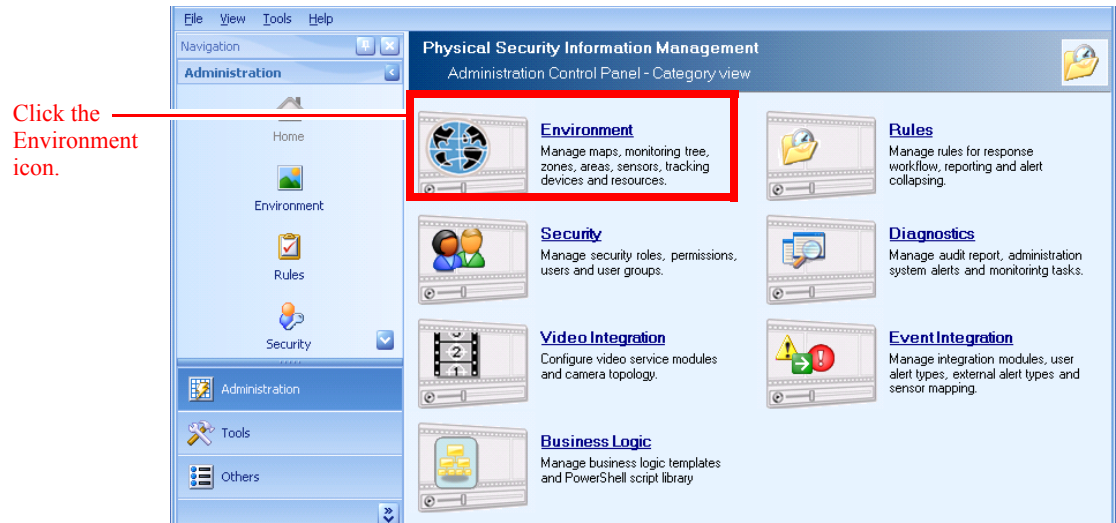 File View Tools Help
Navigation
Administration
Home
Environment
Rules
Security
Administration
Tools
Others
Click the
Environment
icon.
Physical Security Information Management
Administration Control Panel - Category view
Environment
Manage maps, monitoring tree,
zones, areas, sensors, tracking
devices and resources.
Rules
Manage rules for response
workflow, reporting and alert
collapsing.
Security
Manage security roles, permissions,
users and user groups.
Diagnostics
Manage audit report, administration
system alerts and monitorintg tasks.
Video Integration
Configure video service modules
and camera topology.
Event Integration
Manage integration modules, user
alert types, external alert types and
sensor mapping.
Business Logic
Manage business logic templates
and PowerShell script library